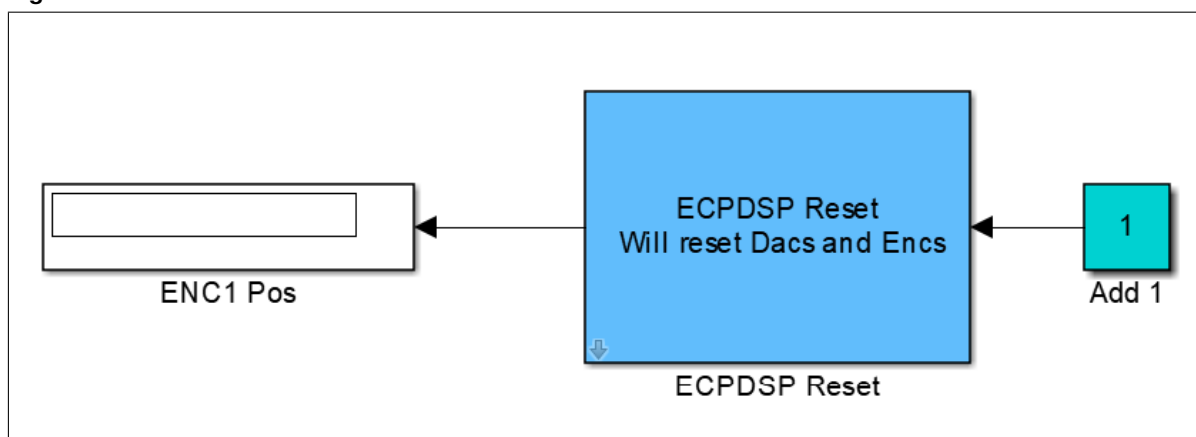 ECPDSP Reset
Will reset Dacs and Encs
1
ENC1 Pos
Add 1
ECPDSP Reset